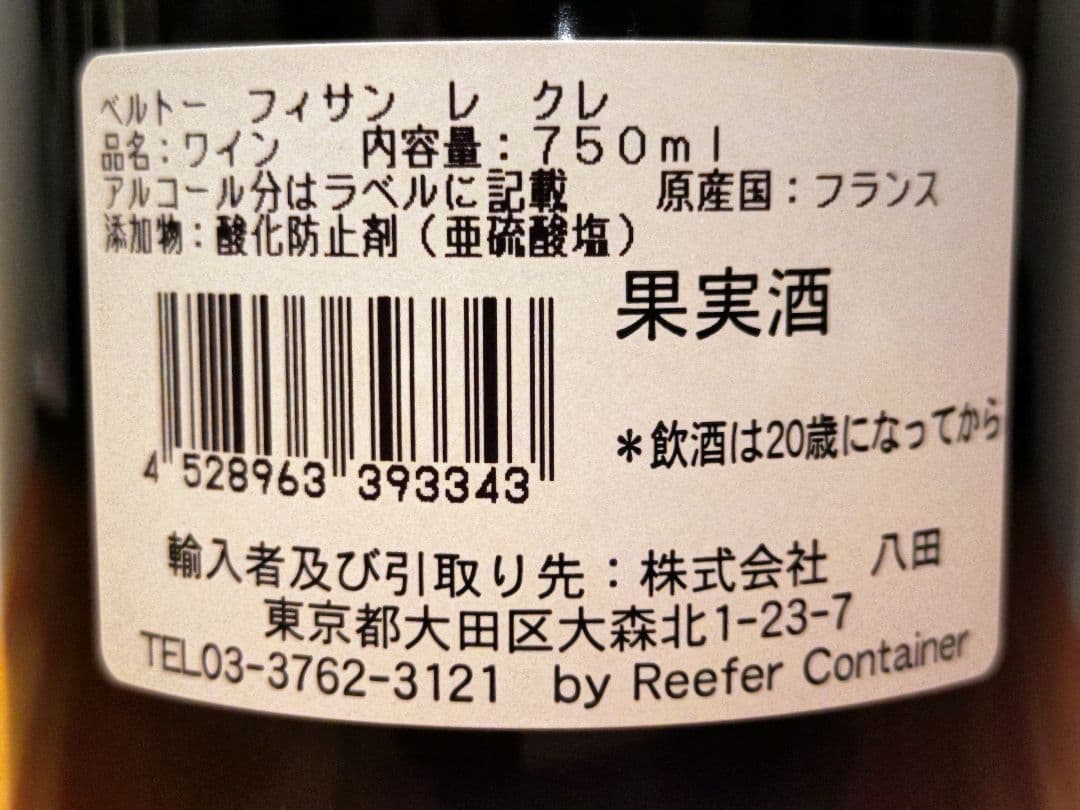 ベルトー　フィサン　レ　クレ
品名：ワイン　　内容量：７５０ｍｌ
アルコール分はラベルに記載　　原産国：フランス
添加物：酸化防止剤（亜硫酸塩）
果実酒
＊飲酒は20歳になってから
4 528963 393343
輸入者及び引取り先：株式会社　八田
東京都大田区大森北1-23-7
TEL03-3762-3121　by Reefer Container